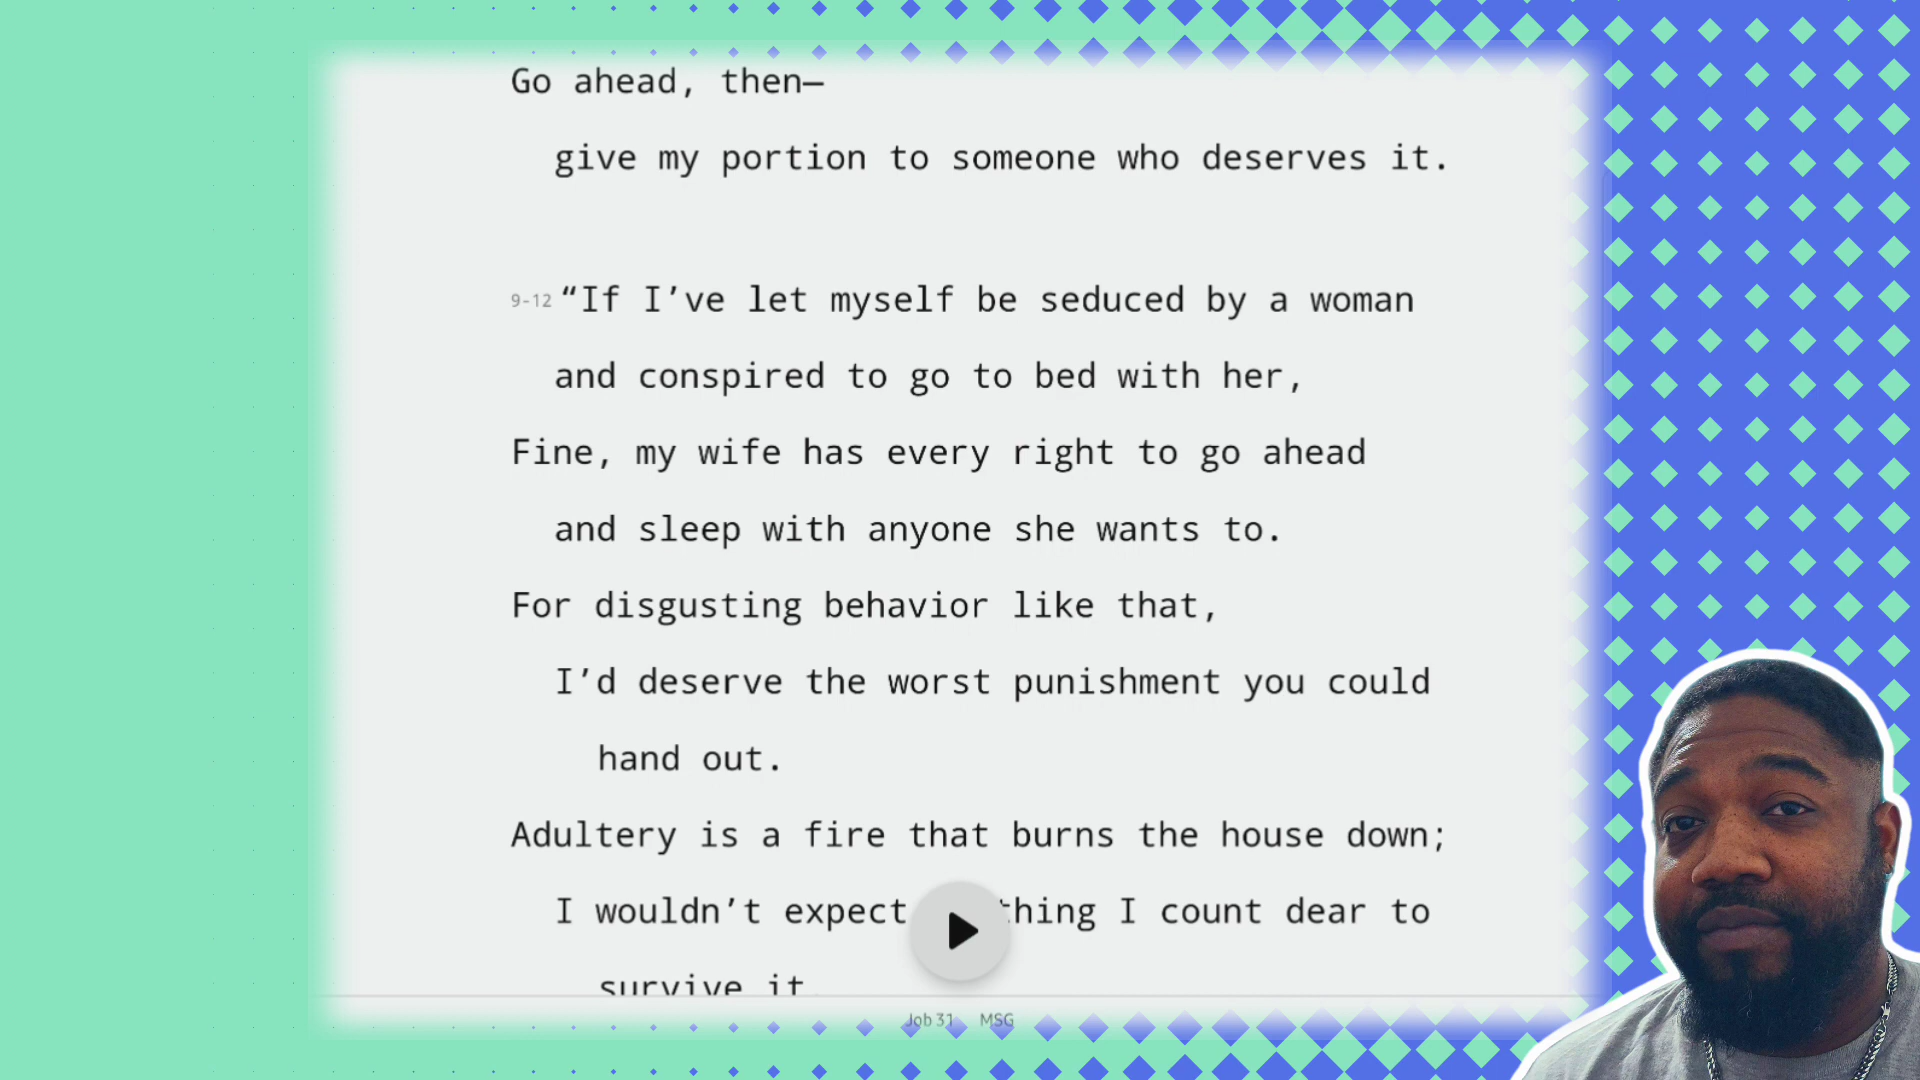 Go ahead, then—
give my portion to someone who deserves it.
9-12 “If I’ve let myself be seduced by a woman
and conspired to go to bed with her,
Fine, my wife has every right to go ahead
and sleep with anyone she wants to.
For disgusting behavior like that,
I’d deserve the worst punishment you could
hand out.
Adultery is a fire that burns the house down;
I wouldn’t expect thing I count dear to
survive it.
Job 31 MSG